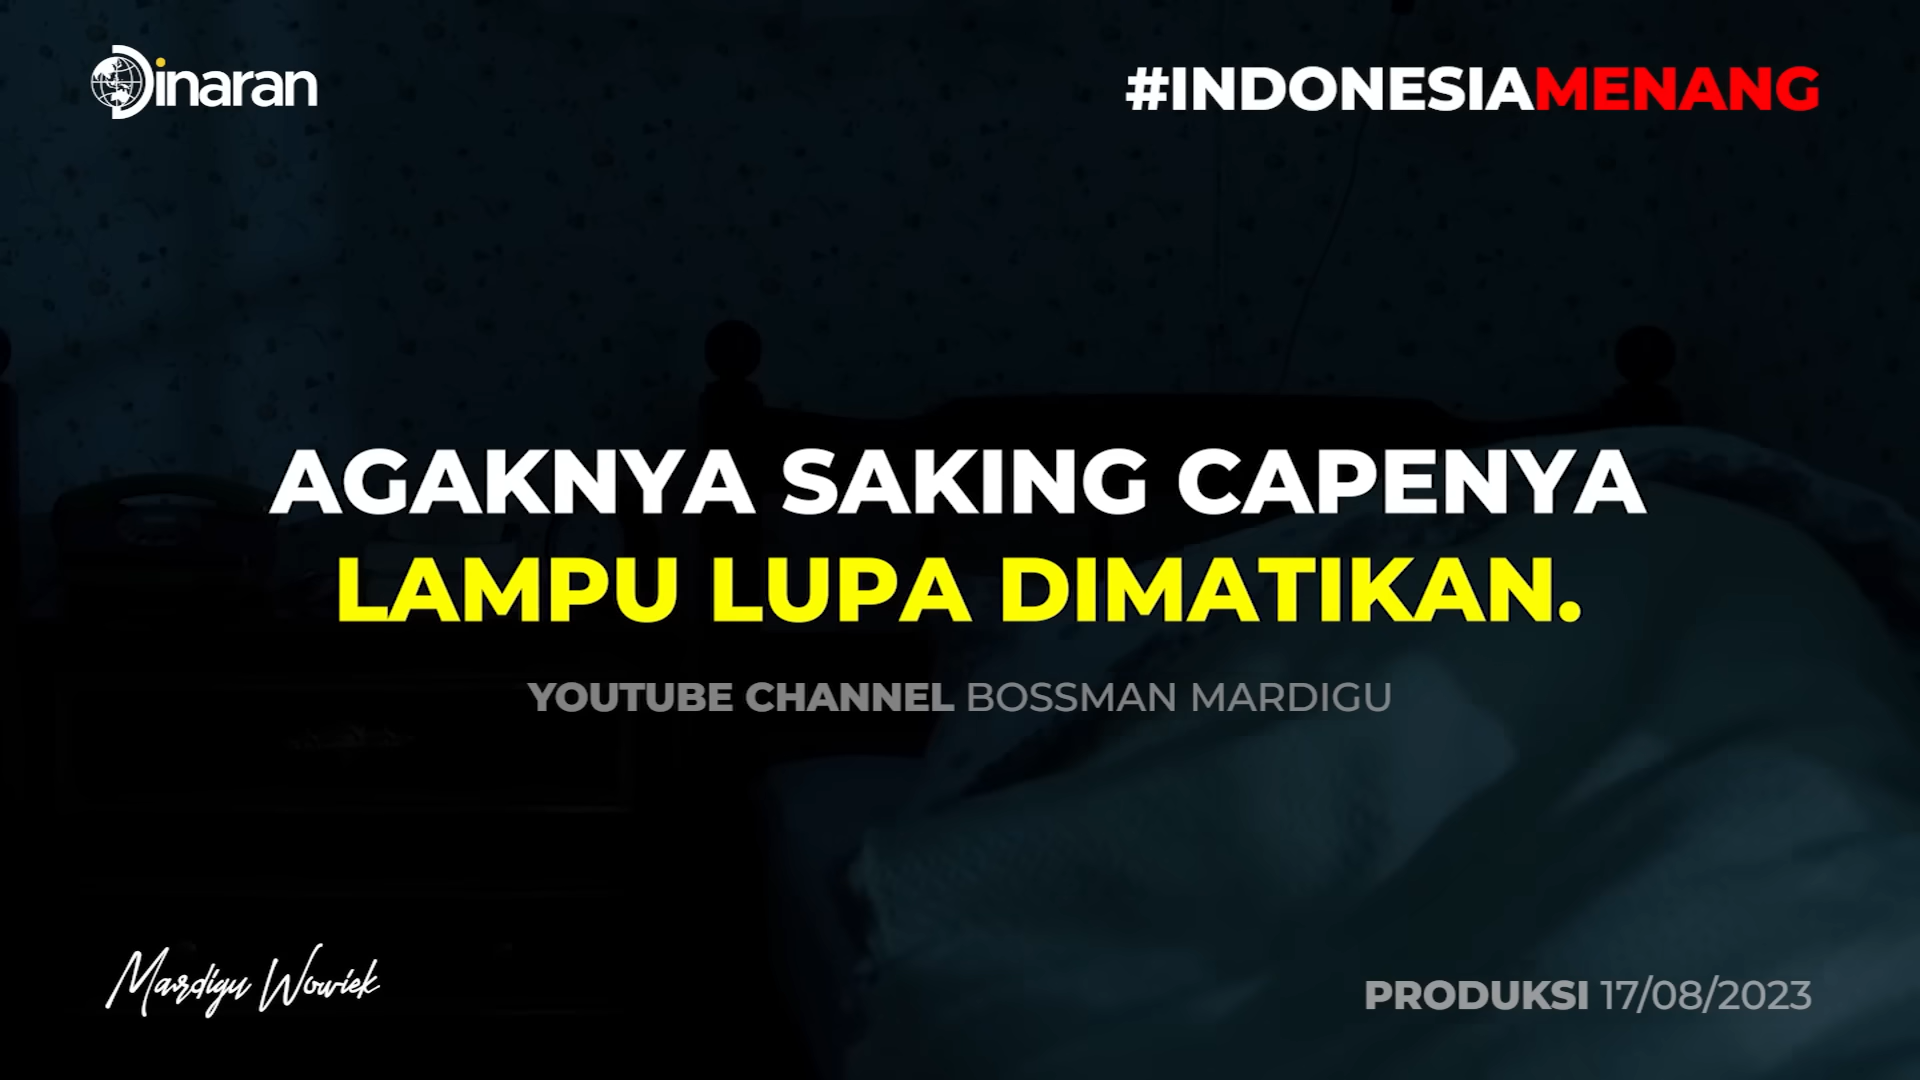 Dinaran
#INDONESIAMENANG
AGAKNYA SAKING CAPENYA
LAMPU LUPA DIMATIKAN.
YOUTUBE CHANNEL BOSSMAN MARDIGU
Mardigu Wowiek
PRODUKSI 17/08/2023